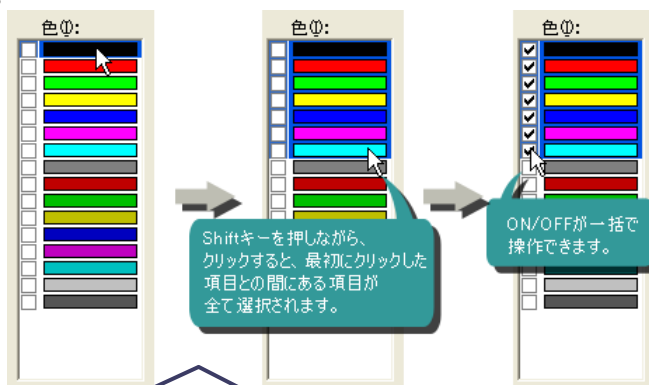 色(I):
色(I):
色(I):
Shiftキーを押しながら、
クリックすると、最初にクリックした
項目との間にある項目が
全て選択されます。
ON/OFFが一括で
操作できます。